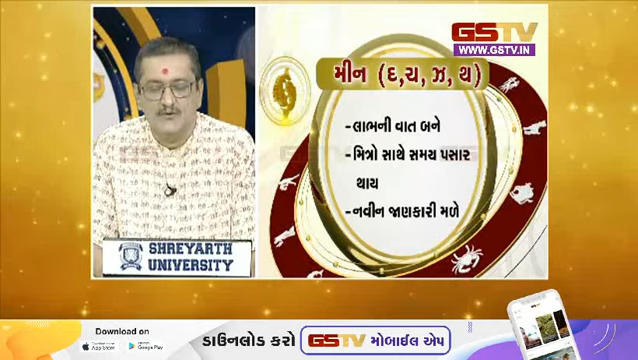 GSTV
WWW.GSTV.IN
મીન (દ,ચ, ઝ, થ)
-લાભની વાત બને
-મિત્રો સાથે સમય પસાર
થાય
-નવીન જાણકારી મળે
SHREYARTH
UNIVERSITY
Download on
App Store
Google Play
ડાઉનલોડ કરો GSTV મોબાઈલ એપ